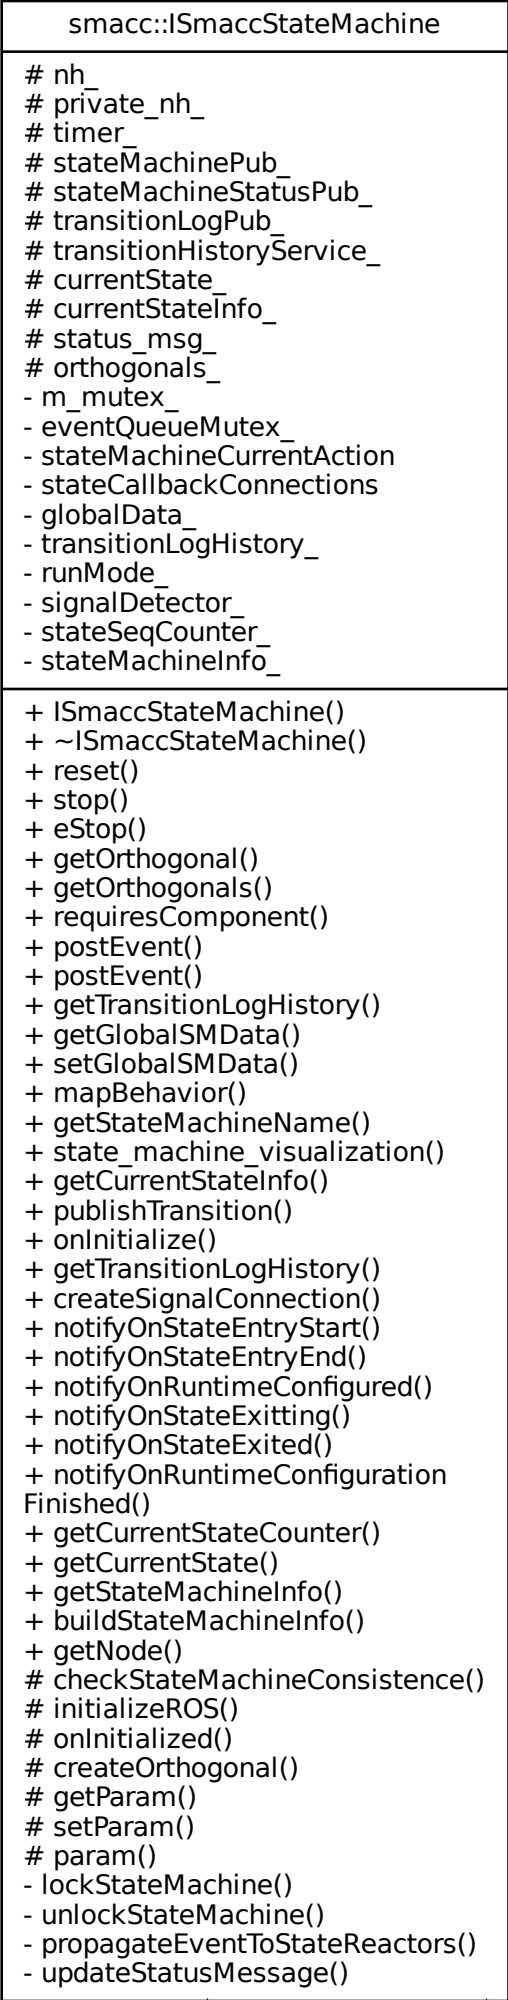 smacc::ISmaccStateMachine
# nh_
# private_nh_
# timer_
# stateMachinePub_
# stateMachineStatusPub_
# transitionLogPub_
# transitionHistoryService_
# currentState_
# currentStateInfo_
# status_msg_
# orthogonals_
- m_mutex_
- eventQueueMutex_
- stateMachineCurrentAction
- stateCallbackConnections
- globalData_
- transitionLogHistory_
- runMode_
- signalDetector_
- stateSeqCounter_
- stateMachineInfo_
+ ISmaccStateMachine()
+ ~ISmaccStateMachine()
+ reset()
+ stop()
+ eStop()
+ getOrthogonal()
+ getOrthogonals()
+ requiresComponent()
+ postEvent()
+ postEvent()
+ getTransitionLogHistory()
+ getGlobalSMData()
+ setGlobalSMData()
+ mapBehavior()
+ getStateMachineName()
+ state_machine_visualization()
+ getCurrentStateInfo()
+ publishTransition()
+ onInitialize()
+ getTransitionLogHistory()
+ createSignalConnection()
+ notifyOnStateEntryStart()
+ notifyOnStateEntryEnd()
+ notifyOnRuntimeConfigured()
+ notifyOnStateExitting()
+ notifyOnStateExited()
+ notifyOnRuntimeConfiguration
Finished()
+ getCurrentStateCounter()
+ getCurrentState()
+ getStateMachineInfo()
+ buildStateMachineInfo()
+ getNode()
# checkStateMachineConsistence()
# initializeROS()
# onInitialized()
# createOrthogonal()
# getParam()
# setParam()
# param()
- lockStateMachine()
- unlockStateMachine()
- propagateEventToStateReactors()
- updateStatusMessage()